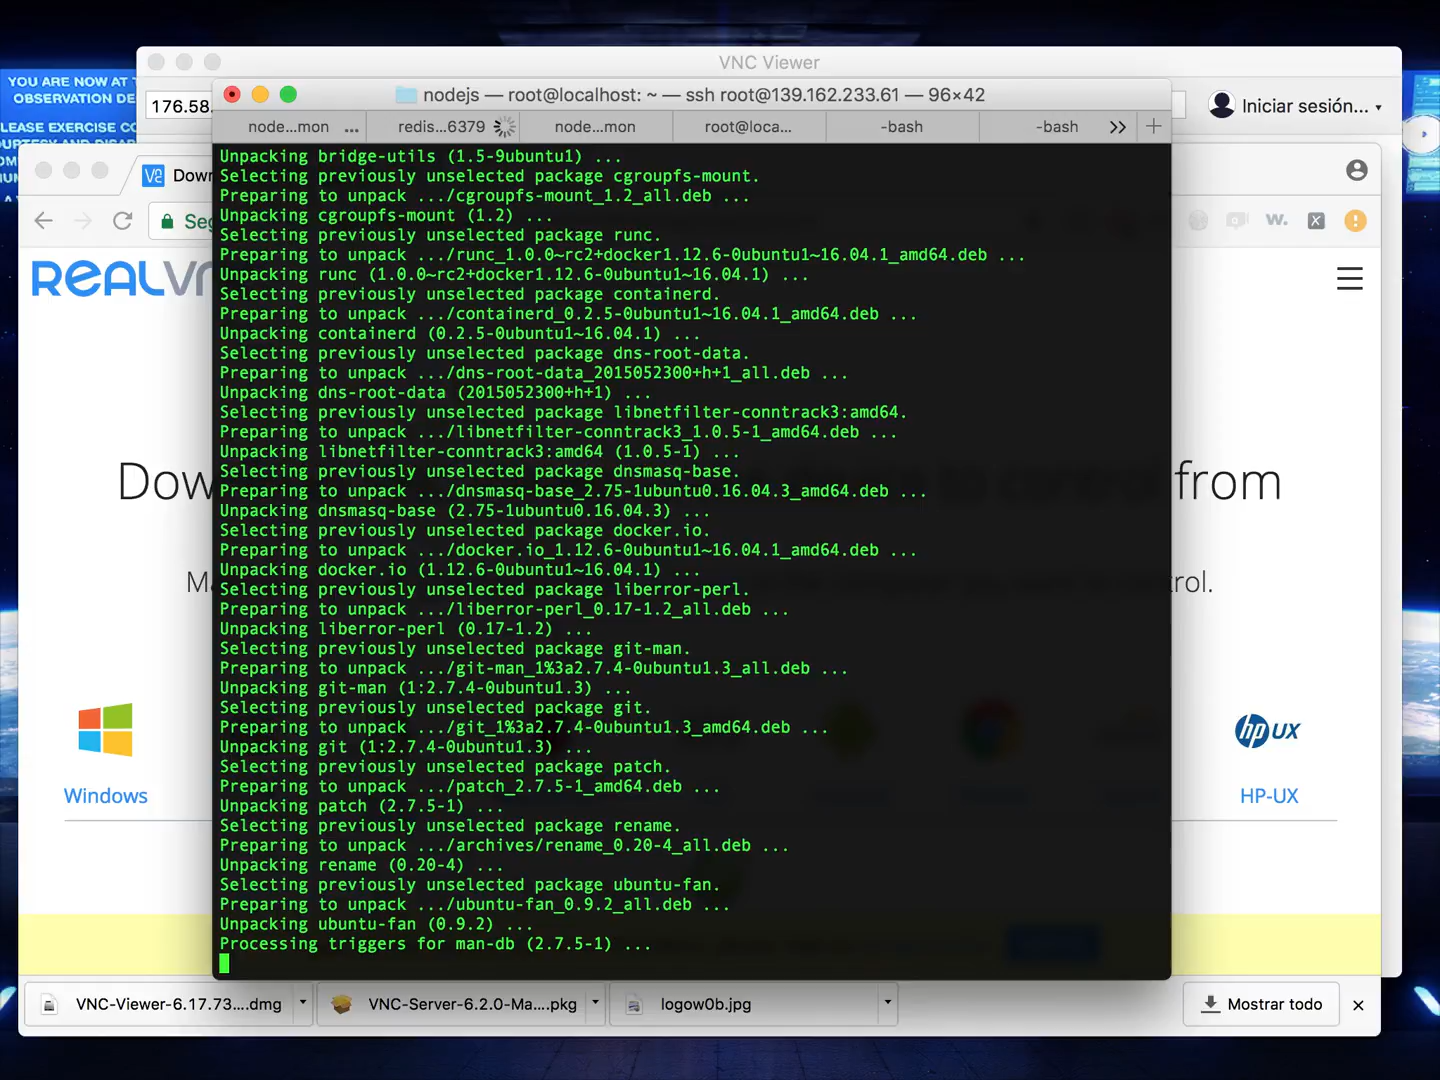 VNC Viewer
YOU ARE NOW AT T
OBSERVATION DE
LEASE EXERCISE CO
176.58.
Iniciar sesión...
nodejs — root@localhost: ~ — ssh root@139.162.233.61 — 96×42
node...mon ...
redis...6379
node...mon
root@loca...
-bash
-bash
Down
Seg
W.
REALVN
Dow
from
Ma
control.
Windows
hp UX
HP-UX
Unpacking bridge-utils (1.5-9ubuntu1) ...
Selecting previously unselected package cgroupfs-mount.
Preparing to unpack .../cgroupfs-mount_1.2_all.deb ...
Unpacking cgroupfs-mount (1.2) ...
Selecting previously unselected package runc.
Preparing to unpack .../runc_1.0.0~rc2+docker1.12.6-0ubuntu1~16.04.1_amd64.deb ...
Unpacking runc (1.0.0~rc2+docker1.12.6-0ubuntu1~16.04.1) ...
Selecting previously unselected package containerd.
Preparing to unpack .../containerd_0.2.5-0ubuntu1~16.04.1_amd64.deb ...
Unpacking containerd (0.2.5-0ubuntu1~16.04.1) ...
Selecting previously unselected package dns-root-data.
Preparing to unpack .../dns-root-data_2015052300+h+1_all.deb ...
Unpacking dns-root-data (2015052300+h+1) ...
Selecting previously unselected package libnetfilter-conntrack3:amd64.
Preparing to unpack .../libnetfilter-conntrack3_1.0.5-1_amd64.deb ...
Unpacking libnetfilter-conntrack3:amd64 (1.0.5-1) ...
Selecting previously unselected package dnsmasq-base.
Preparing to unpack .../dnsmasq-base_2.75-1ubuntu0.16.04.3_amd64.deb ...
Unpacking dnsmasq-base (2.75-1ubuntu0.16.04.3) ...
Selecting previously unselected package docker.io.
Preparing to unpack .../docker.io_1.12.6-0ubuntu1~16.04.1_amd64.deb ...
Unpacking docker.io (1.12.6-0ubuntu1~16.04.1) ...
Selecting previously unselected package liberror-perl.
Preparing to unpack .../liberror-perl_0.17-1.2_all.deb ...
Unpacking liberror-perl (0.17-1.2) ...
Selecting previously unselected package git-man.
Preparing to unpack .../git-man_1%3a2.7.4-0ubuntu1.3_all.deb ...
Unpacking git-man (1:2.7.4-0ubuntu1.3) ...
Selecting previously unselected package git.
Preparing to unpack .../git_1%3a2.7.4-0ubuntu1.3_amd64.deb ...
Unpacking git (1:2.7.4-0ubuntu1.3) ...
Selecting previously unselected package patch.
Preparing to unpack .../patch_2.7.5-1_amd64.deb ...
Unpacking patch (2.7.5-1) ...
Selecting previously unselected package rename.
Preparing to unpack .../archives/rename_0.20-4_all.deb ...
Unpacking rename (0.20-4) ...
Selecting previously unselected package ubuntu-fan.
Preparing to unpack .../ubuntu-fan_0.9.2_all.deb ...
Unpacking ubuntu-fan (0.9.2) ...
Processing triggers for man-db (2.7.5-1) ...
VNC-Viewer-6.17.73....dmg
VNC-Server-6.2.0-Ma....pkg
logow0b.jpg
Mostrar todo